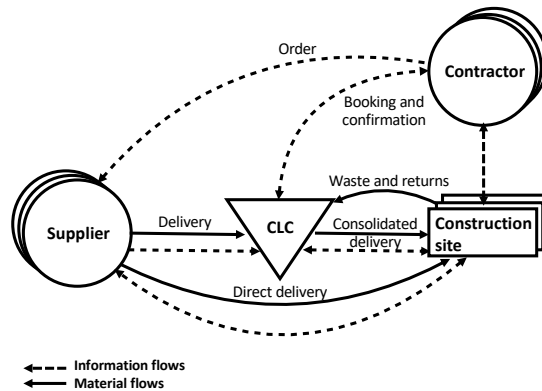 Order
Contractor
Booking and
confirmation
Waste and returns
Supplier
Delivery
CLC
Consolidated
delivery
Construction
site
Direct delivery
Information flows
Material flows